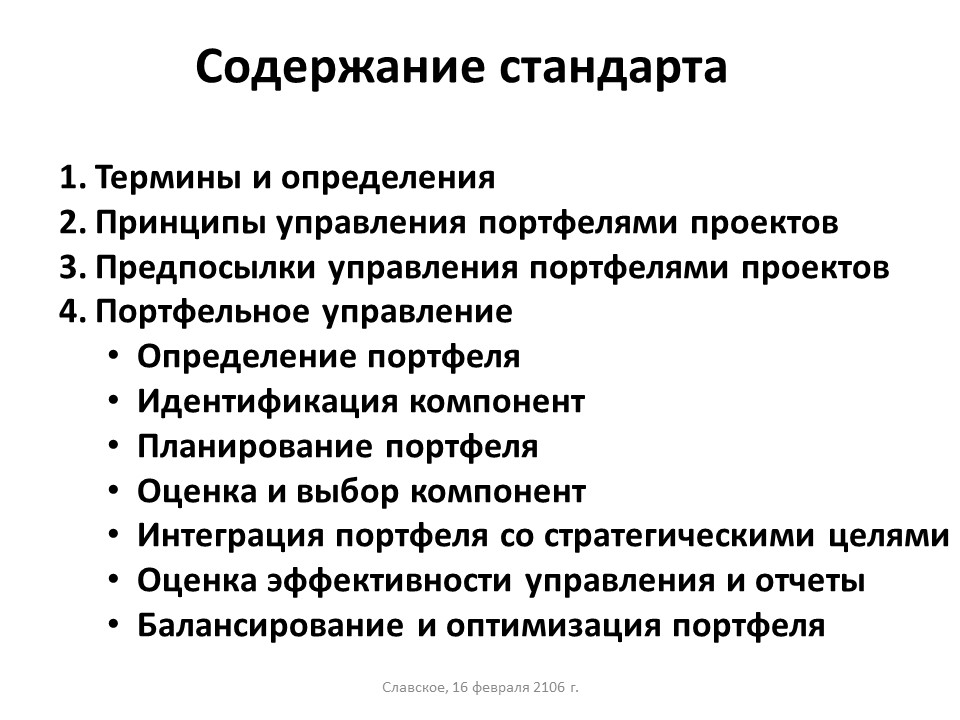 Содержание стандарта
1. Термины и определения
2. Принципы управления портфелями проектов
3. Предпосылки управления портфелями проектов
4. Портфельное управление
• Определение портфеля
• Идентификация компонент
• Планирование портфеля
• Оценка и выбор компонент
• Интеграция портфеля со стратегическими целями
• Оценка эффективности управления и отчеты
• Балансирование и оптимизация портфеля
Славское, 16 февраля 2106 г.